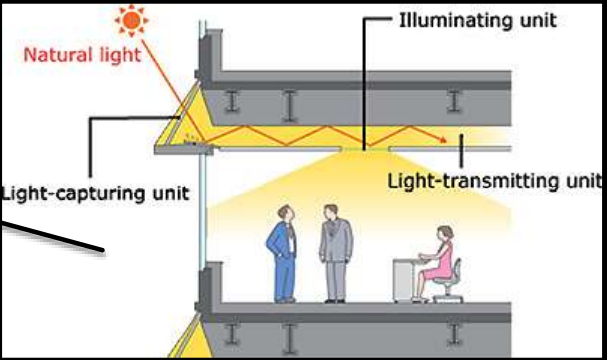 Illuminating unit
Natural light
Light-capturing unit
Light-transmitting unit